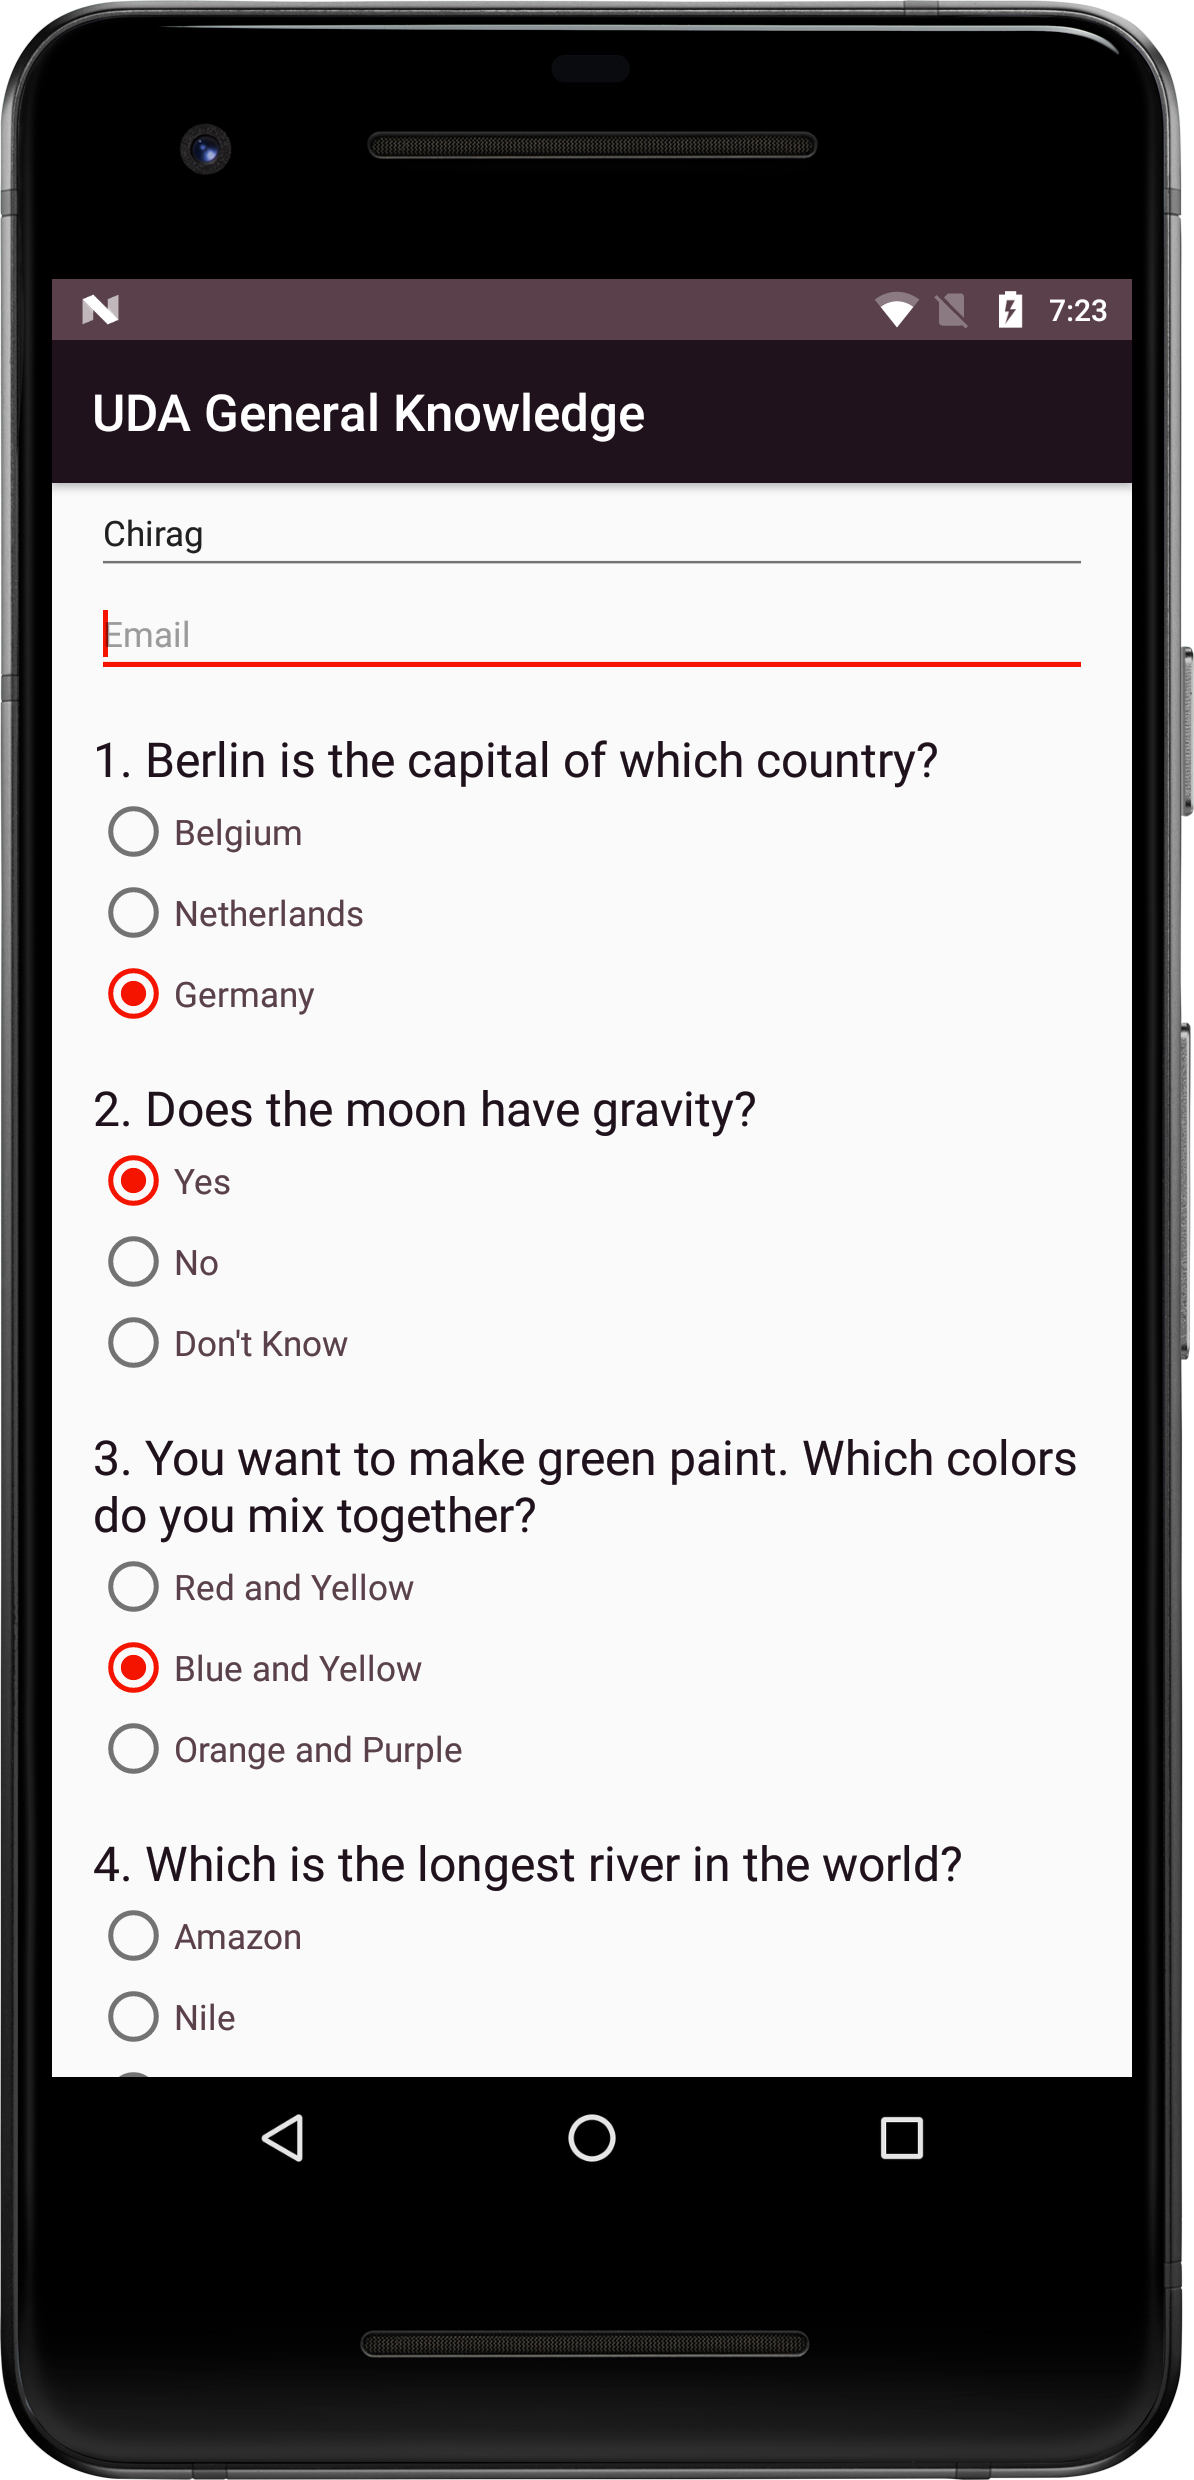 7:23
UDA General Knowledge
Chirag
Email
1. Berlin is the capital of which country?
Belgium
Netherlands
Germany
2. Does the moon have gravity?
Yes
No
Don't Know
3. You want to make green paint. Which colors
do you mix together?
Red and Yellow
Blue and Yellow
Orange and Purple
4. Which is the longest river in the world?
Amazon
Nile